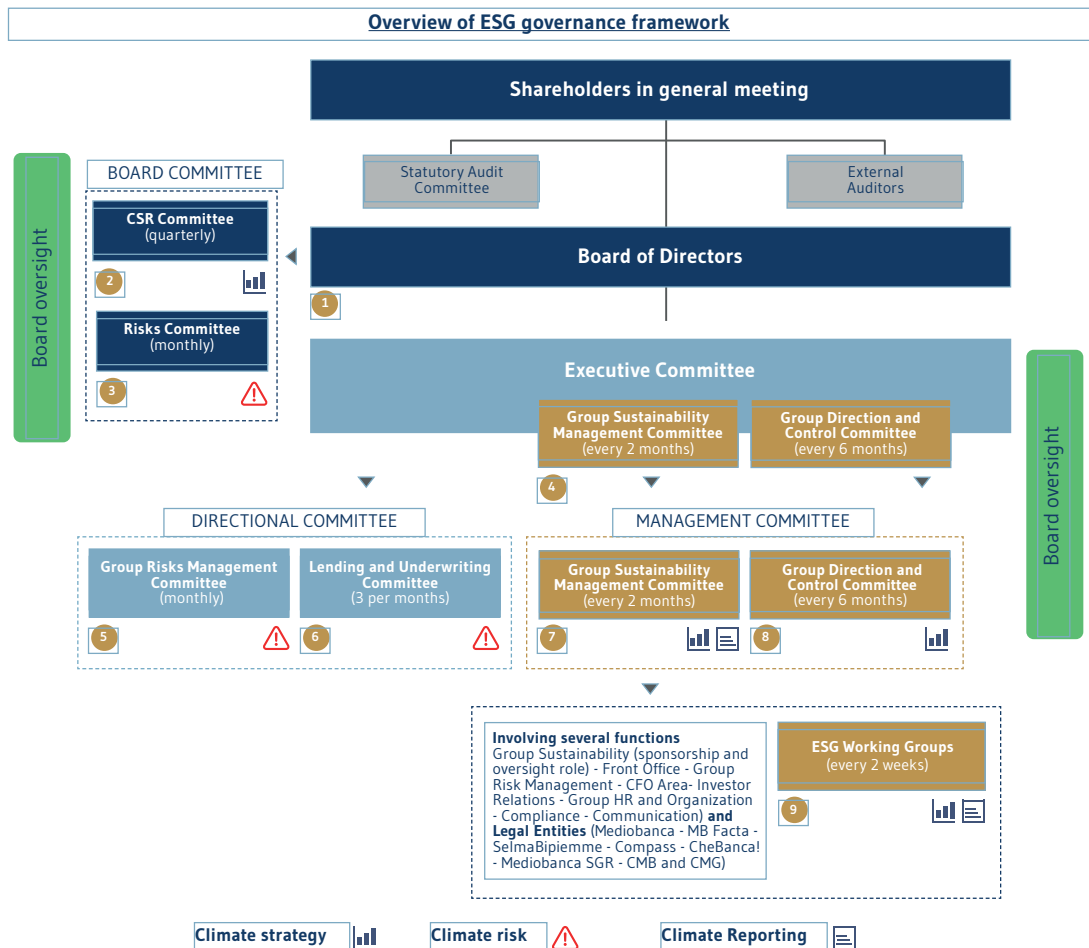 Overview of ESG governance framework
Shareholders in general meeting
Statutory Audit
Committee
External
Auditors
Board oversight
BOARD COMMITTEE
CSR Committee
(quarterly)
2
Risks Committee
(monthly)
3
Board of Directors
1
Executive Committee
Group Sustainability
Management Committee
(every 2 months)
Group Direction and
Control Committee
(every 6 months)
4
Board oversight
DIRECTIONAL COMMITTEE
Group Risks Management
Committee
(monthly)
5
Lending and Underwriting
Committee
(3 per months)
6
MANAGEMENT COMMITTEE
Group Sustainability
Management Committee
(every 2 months)
7
Group Direction and
Control Committee
(every 6 months)
8
Involving several functions
Group Sustainability (sponsorship and
oversight role) - Front Office - Group
Risk Management - CFO Area- Investor
Relations - Group HR and Organization
- Compliance - Communication) and
Legal Entities (Mediobanca - MB Facta -
SelmaBipiemme - Compass - CheBanca!
- Mediobanca SGR - CMB and CMG)
ESG Working Groups
(every 2 weeks)
9
Climate strategy
Climate risk
Climate Reporting